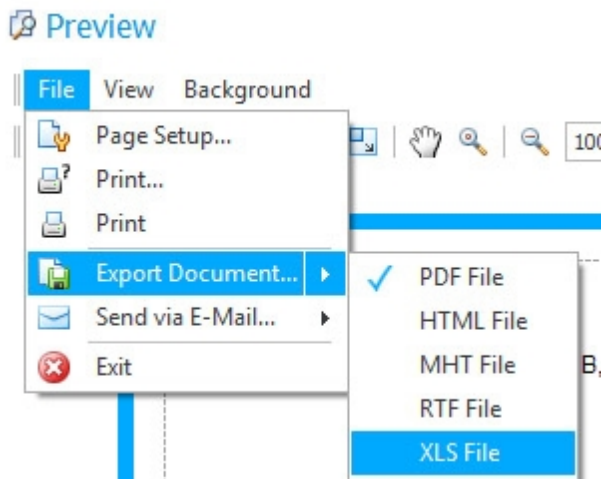 Preview
File View Background
Page Setup...
Print...
100
Print
Export Document...
PDF File
Send via E-Mail...
HTML File
Exit
MHT File
B,
RTF File
XLS File